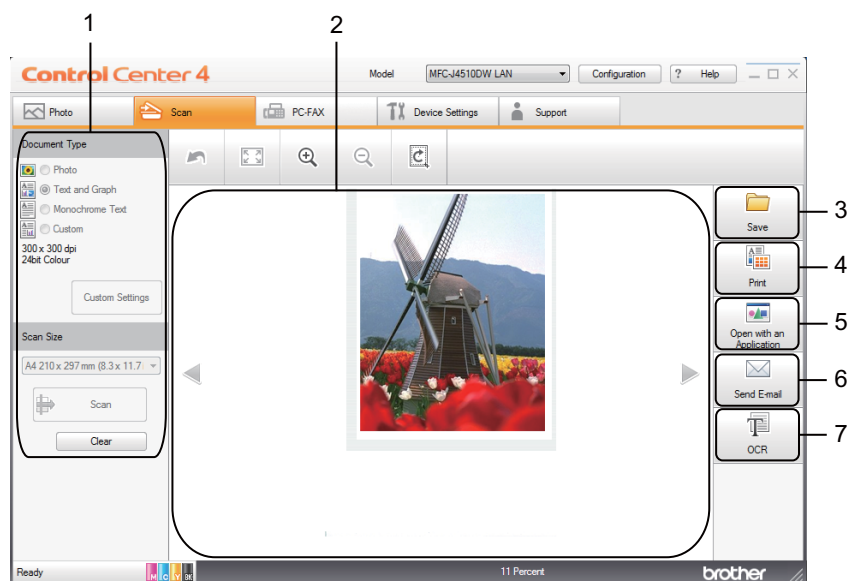 1
2
Control Center 4
Model
MFC-J4510DW LAN
Configuration
? Help
Photo
Scan
PC-FAX
Device Settings
Support
Document Type
Photo
Text and Graph
Monochrome Text
Custom
300 x 300 dpi
24bit Colour
Custom Settings
Scan Size
A4 210 x 297 mm (8.3 x 11.7
Scan
Clear
Save
3
Print
4
Open with an
Application
5
Send E-mail
6
OCR
7
Ready
M C Y BK
11 Percent
brother